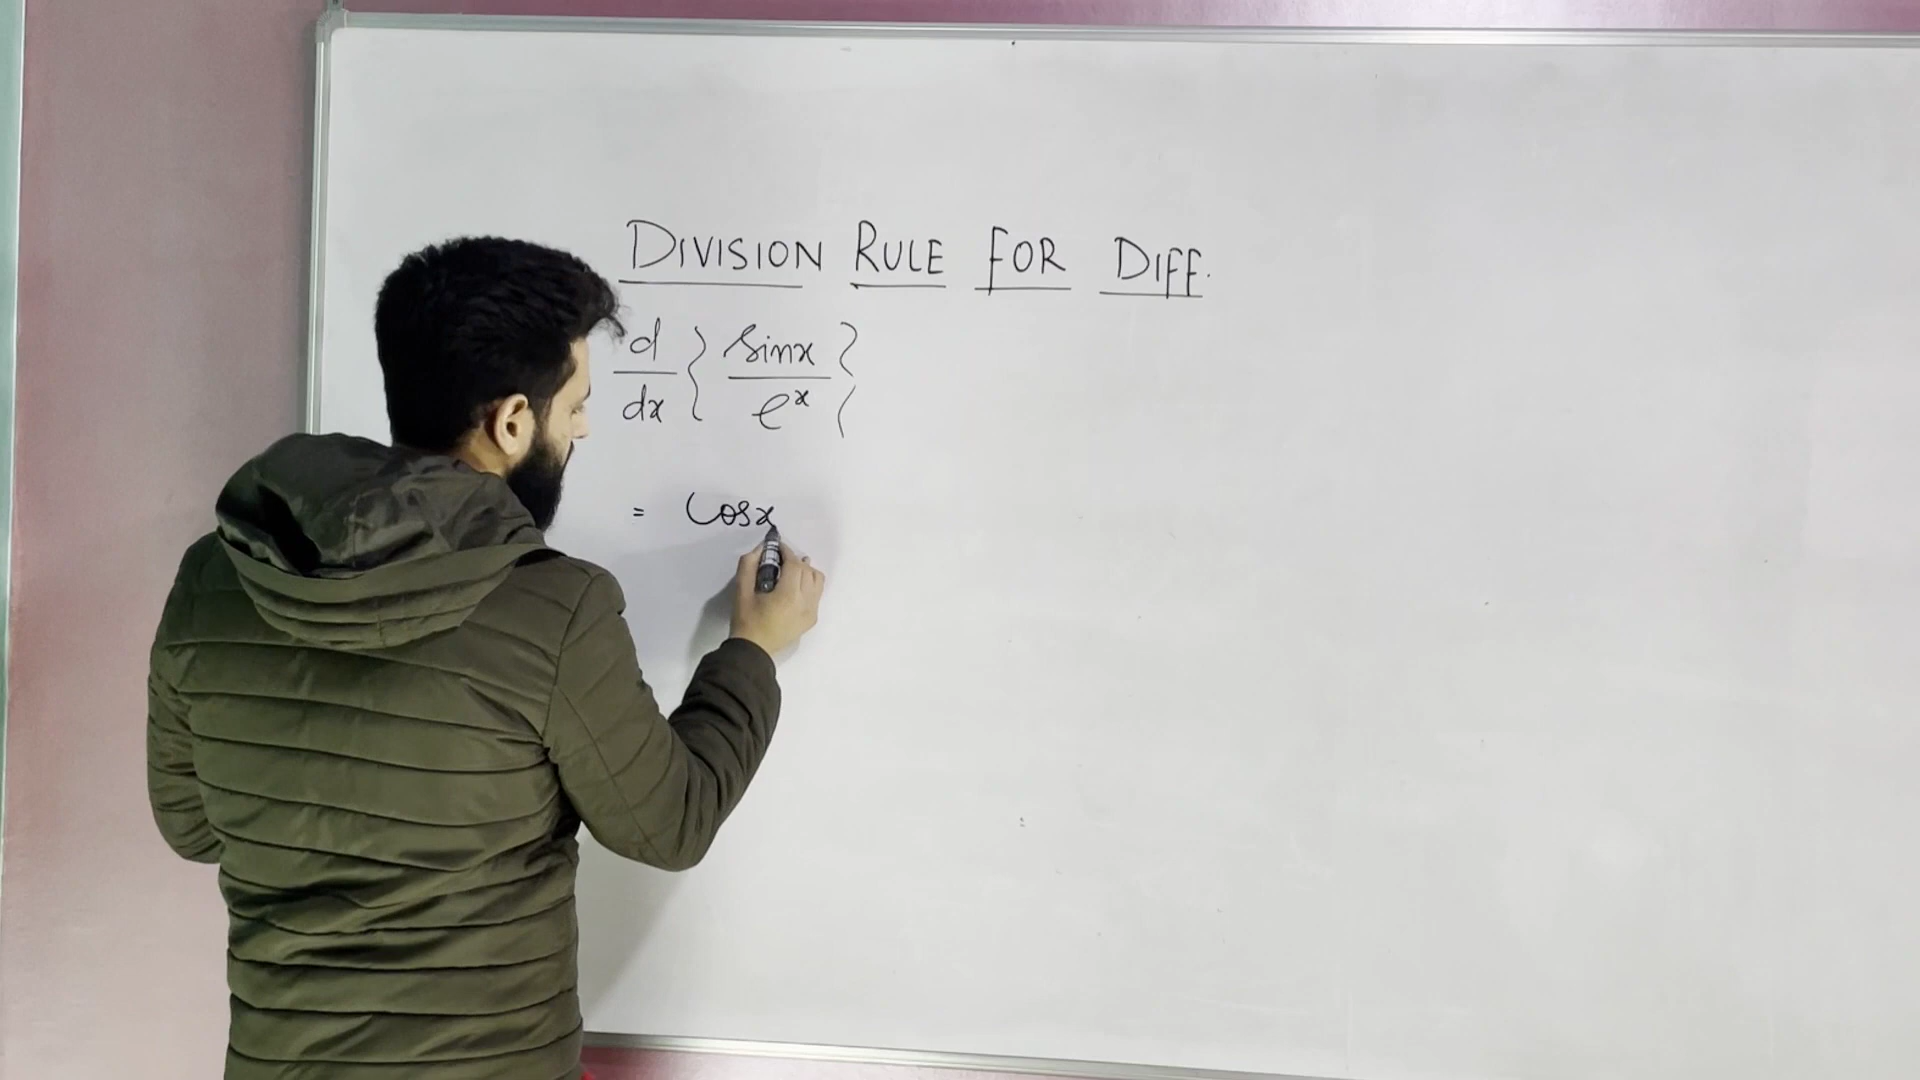 DIVISION RULE FOR DIFF.
d/dx { sinx/e^x }
= Cosx